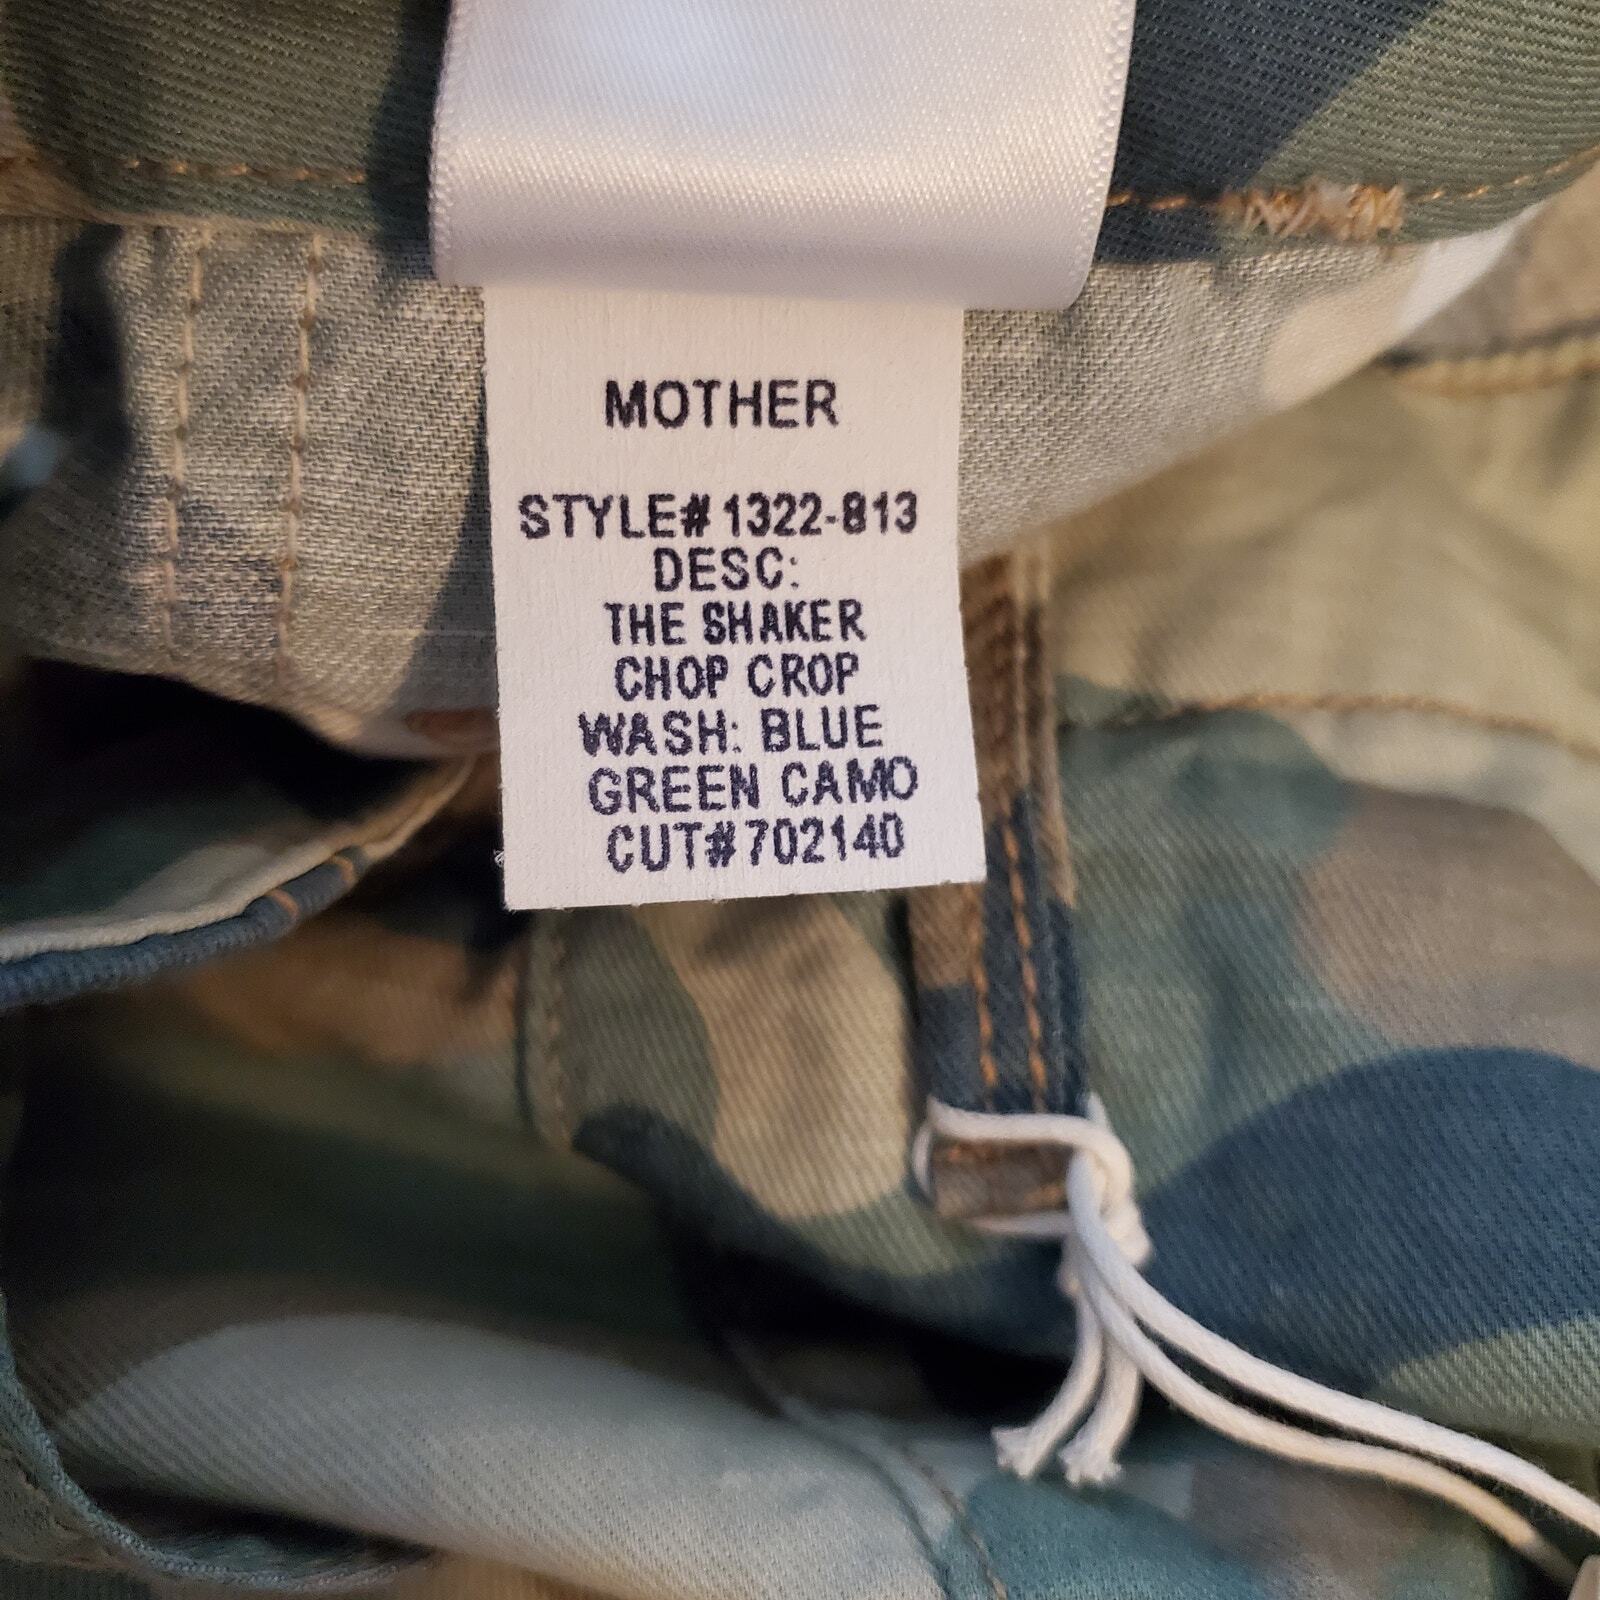 MOTHER
STYLE# 1322-813
DESC:
THE SHAKER
CHOP CROP
WASH: BLUE
GREEN CAMO
CUT#702140